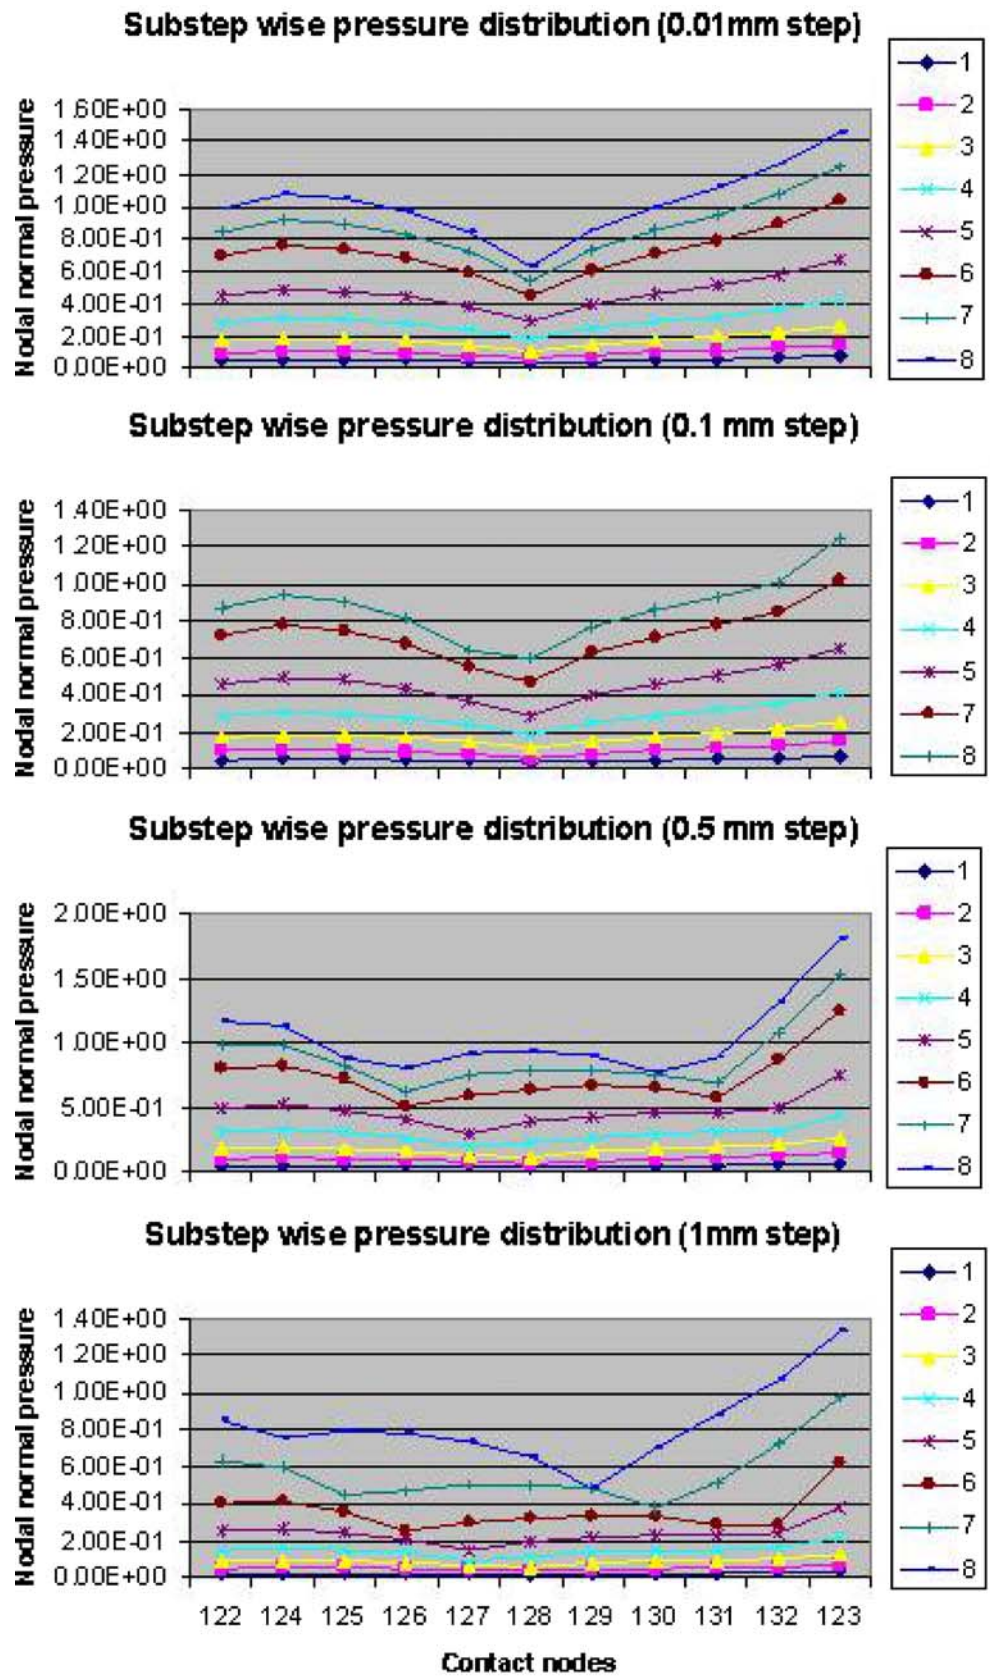 Substep wise pressure distribution (0.01mm step)
Nodal normal pressure
1.60E+00
1.40E+00
1.20E+00
1.00E+00
8.00E-01
6.00E-01
4.00E-01
2.00E-01
0.00E+00
1
2
3
4
5
6
7
8
Substep wise pressure distribution (0.1 mm step)
Nodal normal pressure
1.40E+00
1.20E+00
1.00E+00
8.00E-01
6.00E-01
4.00E-01
2.00E-01
0.00E+00
1
2
3
4
5
7
8
Substep wise pressure distribution (0.5 mm step)
Nodal normal pressure
2.00E+00
1.50E+00
1.00E+00
5.00E-01
0.00E+00
1
2
3
4
5
6
7
8
Substep wise pressure distribution (1mm step)
Nodal normal pressure
1.40E+00
1.20E+00
1.00E+00
8.00E-01
6.00E-01
4.00E-01
2.00E-01
0.00E+00
1
2
3
4
5
6
7
8
122 124 125 126 127 128 129 130 131 132 123
Contact nodes